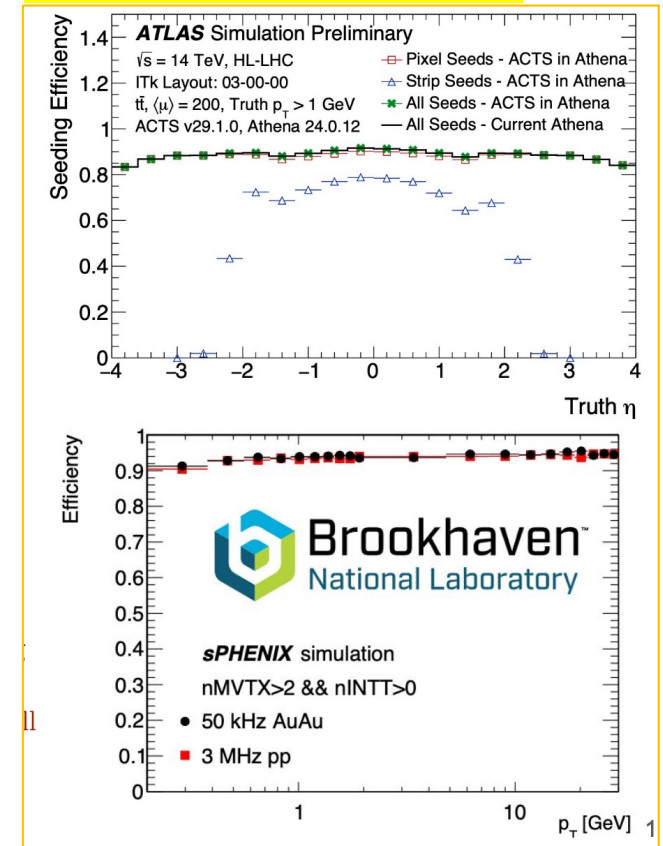 ATLAS Simulation Preliminary
√s = 14 TeV, HL-LHC
ITk Layout: 03-00-00
tt̄, ⟨μ⟩ = 200, Truth p_T > 1 GeV
ACTS v29.1.0, Athena 24.0.12
Pixel Seeds - ACTS in Athena
Strip Seeds - ACTS in Athena
All Seeds - ACTS in Athena
All Seeds - Current Athena
Seeding Efficiency
1.4
1.2
1
0.8
0.6
0.4
0.2
0
−4 −3 −2 −1 0 1 2 3 4
Truth η
Efficiency
1
0.9
0.8
0.7
0.6
0.5
0.4
0.3
0.2
0.1
0
Brookhaven™
National Laboratory
sPHENIX simulation
nMVTX>2 && nINTT>0
50 kHz AuAu
3 MHz pp
ll
1 10
p_T [GeV]
1